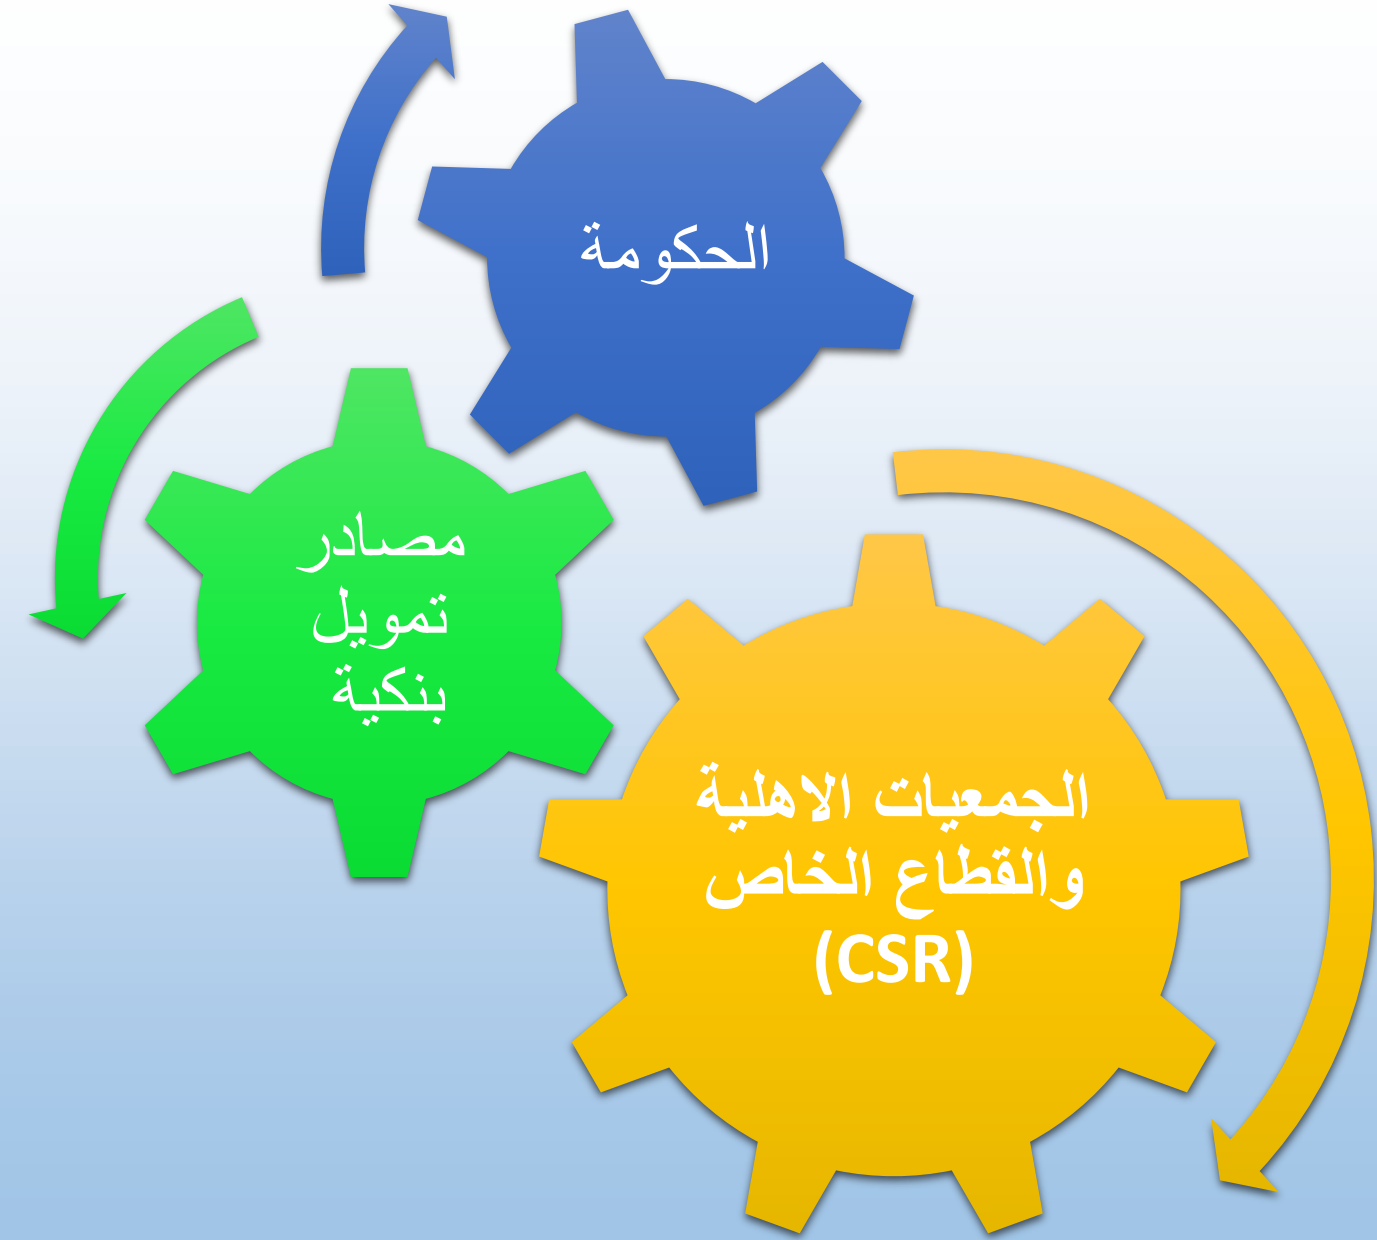 الحكومة
مصادر
تمويل
بنكية
الجمعيات الاهلية
والقطاع الخاص
(CSR)